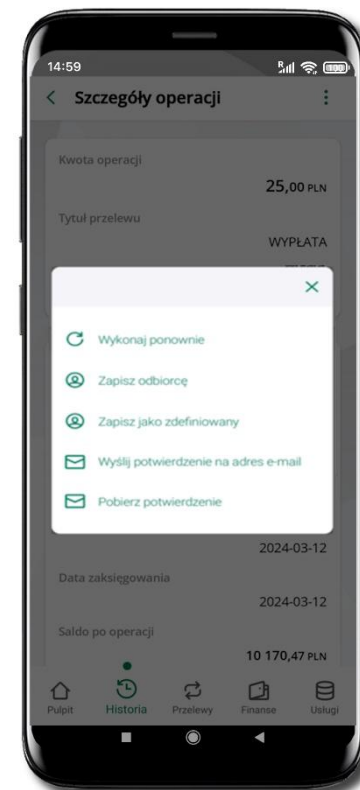 14:59
R
100
Szczegóły operacji
Kwota operacji
25,00 PLN
Tytuł przelewu
WYPŁATA
Wykonaj ponownie
Zapisz odbiorcę
Zapisz jako zdefiniowany
Wyślij potwierdzenie na adres e-mail
Pobierz potwierdzenie
2024-03-12
Data zaksięgowania
2024-03-12
Saldo po operacji
10 170,47 PLN
Pulpit Historia Przelewy Finanse Usługi